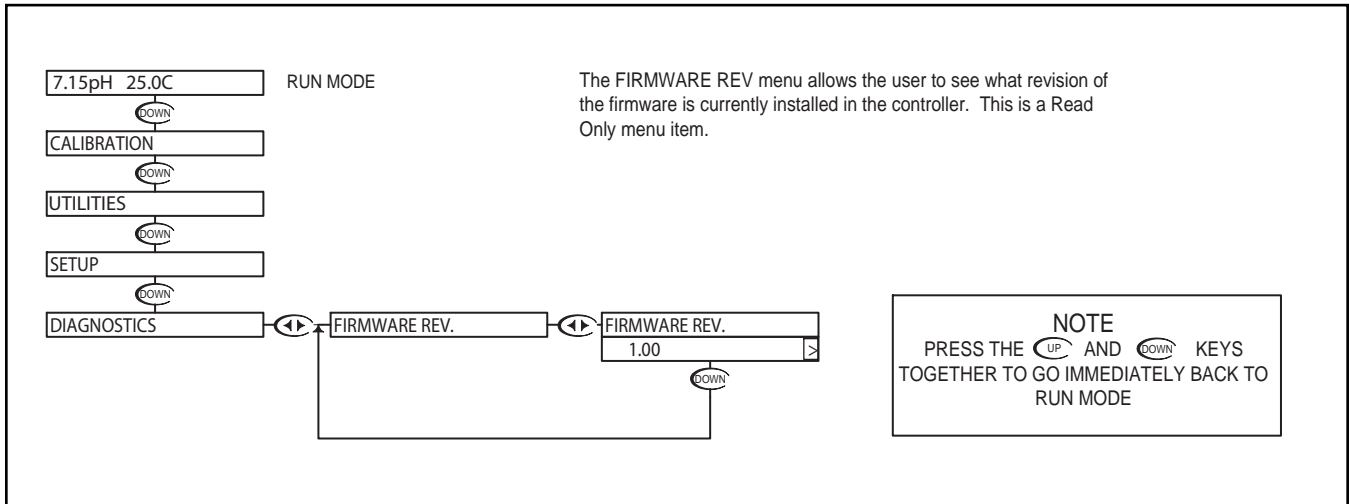 7.15pH 25.0C RUN MODE
DOWN
CALIBRATION
DOWN
UTILITIES
DOWN
SETUP
DOWN
DIAGNOSTICS
FIRMWARE REV.
FIRMWARE REV.
1.00 >
DOWN
The FIRMWARE REV menu allows the user to see what revision of
the firmware is currently installed in the controller. This is a Read
Only menu item.
NOTE
PRESS THE UP AND DOWN KEYS
TOGETHER TO GO IMMEDIATELY BACK TO
RUN MODE